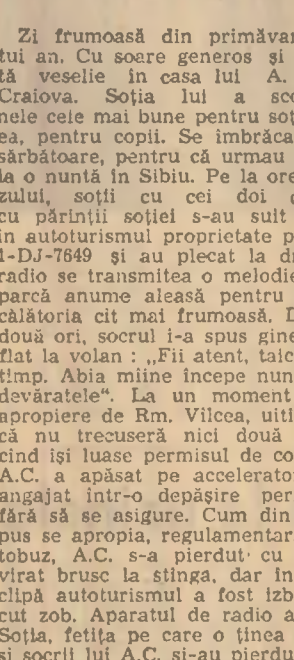 Zi frumoasă din primăvar
tui an. Cu soare generos și
tă veselie în casa lui A.
Craiova. Soția lui a sco
nele cele mai bune pentru soț
ea, pentru copii. Se îmbrăca
sărbătoare, pentru că urmau
la o nuntă în Sibiu. Pe la ore
zului, soții cu cei doi c
cu părinții soției s-au suit
in autoturismul proprietate p
1-DJ-7649 și au plecat la dr
radio se transmitea o melodie
parcă anume aleasă pentru
călătoria cît mai frumoasă. D
două ori, socrul i-a spus gine
flat la volan : „Fii atent, taic
timp. Abia mîine începe nun
devăratele“. La un moment
apropiere de Rm. Vîlcea, uiti
că nu trecuseră nici două
cînd își luase permisul de co
A.C. a apăsat pe accelerato
angajat într-o depășire per
fără să se asigure. Cum din
pus se apropia, regulamentar
tobuz, A.C. s-a pierdut cu
virat brusc la stînga, dar în
clipă autoturismul a fost izb
cut zob. Aparatul de radio a
Soția, fetița pe care o ținea
și socrii lui A.C. și-au pierdu